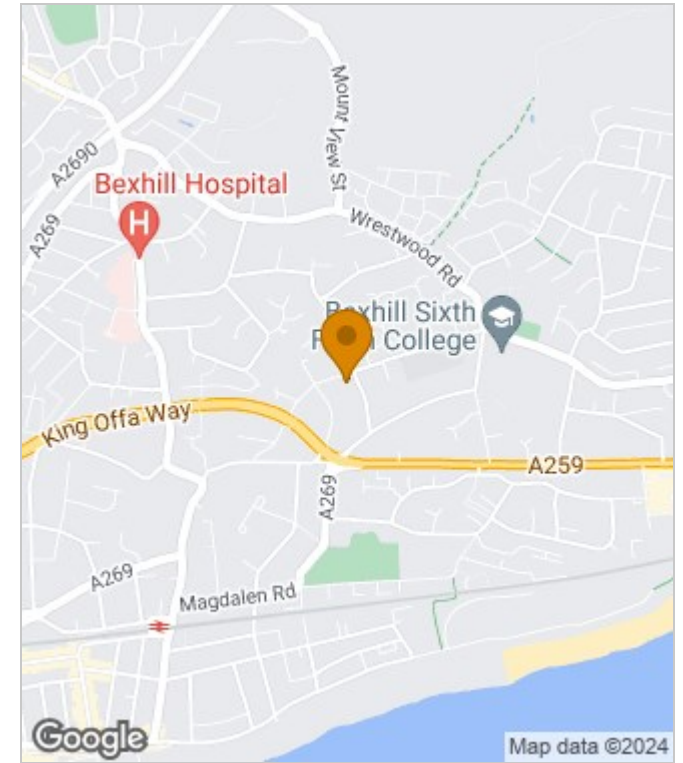 Mount View St
A2690
A269
Bexhill Hospital
H
Wrestwood Rd
Bexhill Sixth
Form College
King Offa Way
A259
A269
A269
Magdalen Rd
Google
Map data ©2024